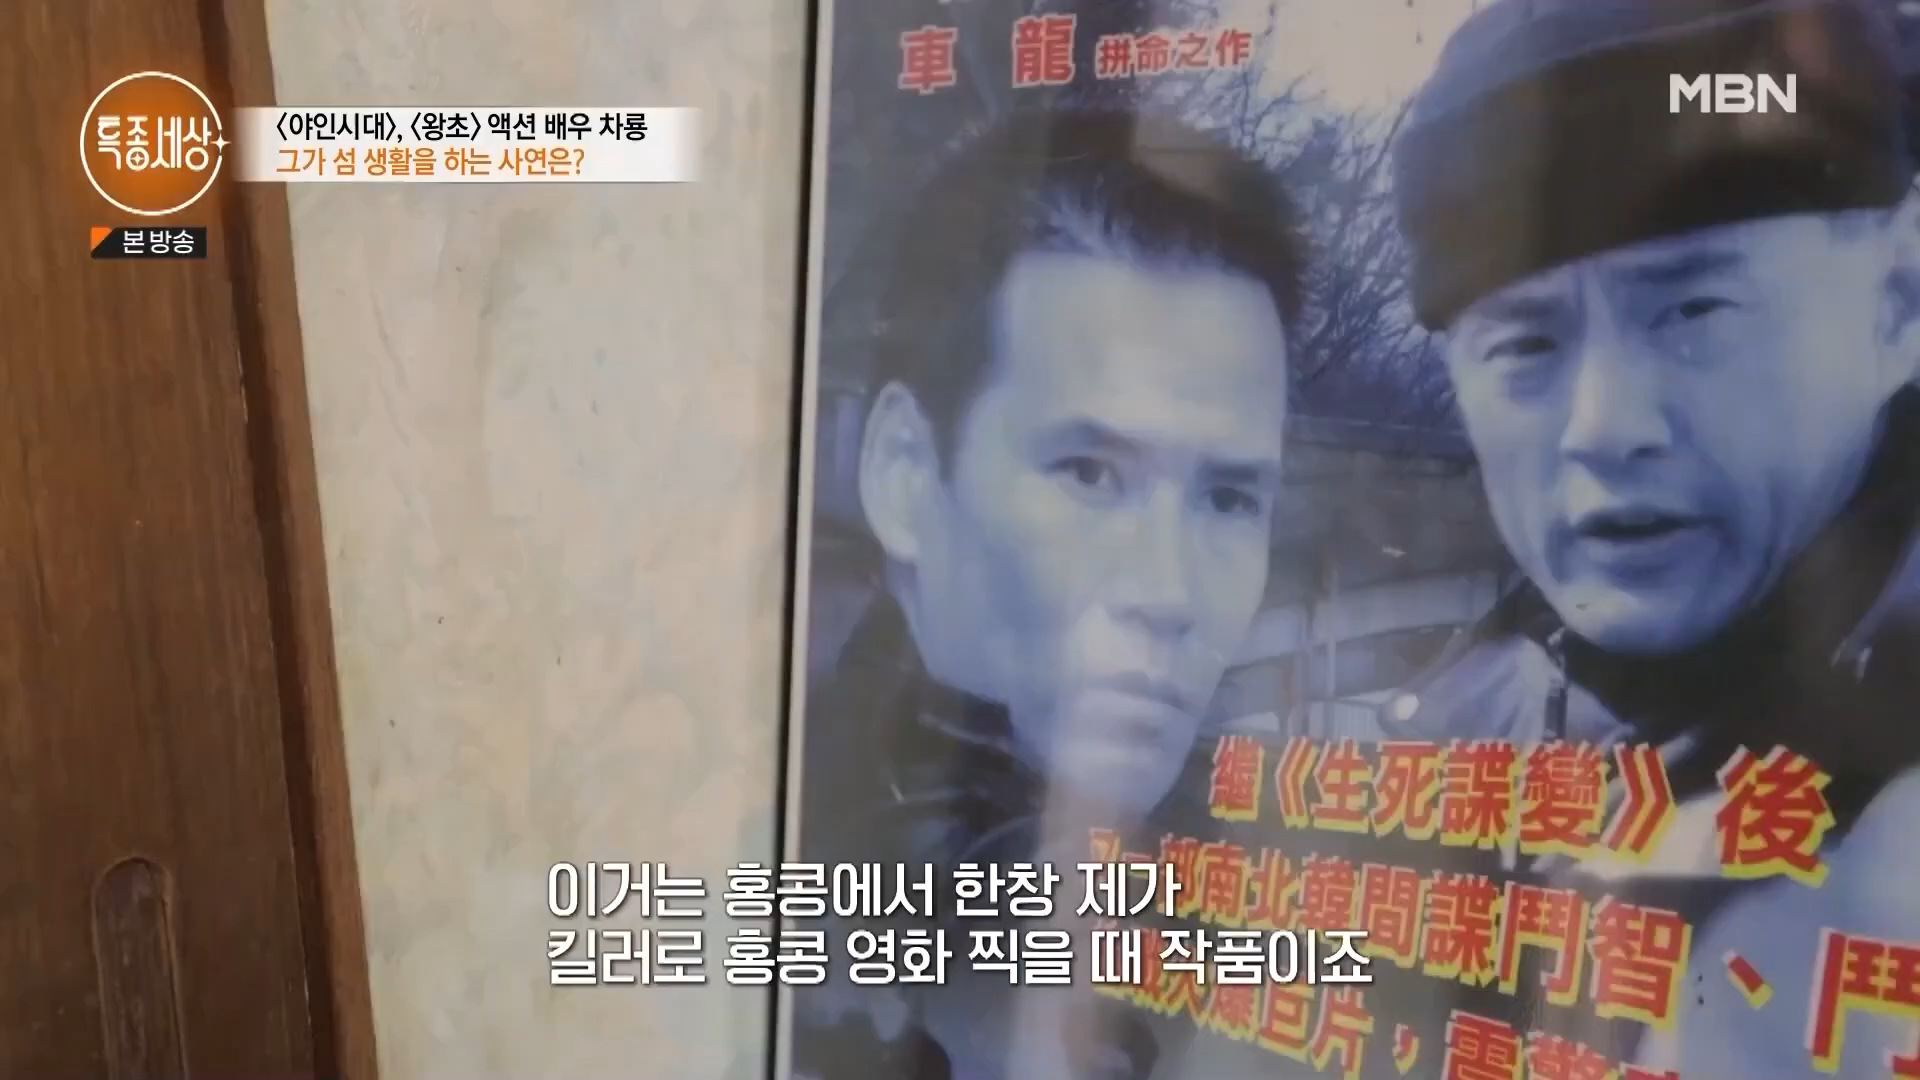 車 龍 拼命之作
MBN
특종세상
〈야인시대〉, 〈왕초〉 액션 배우 차룡
그가 섬 생활을 하는 사연은?
본방송
繼《生死諜變》後
部南北韓間諜鬥智、鬥
爆巨片，
이거는 홍콩에서 한창 제가
킬러로 홍콩 영화 찍을 때 작품이죠